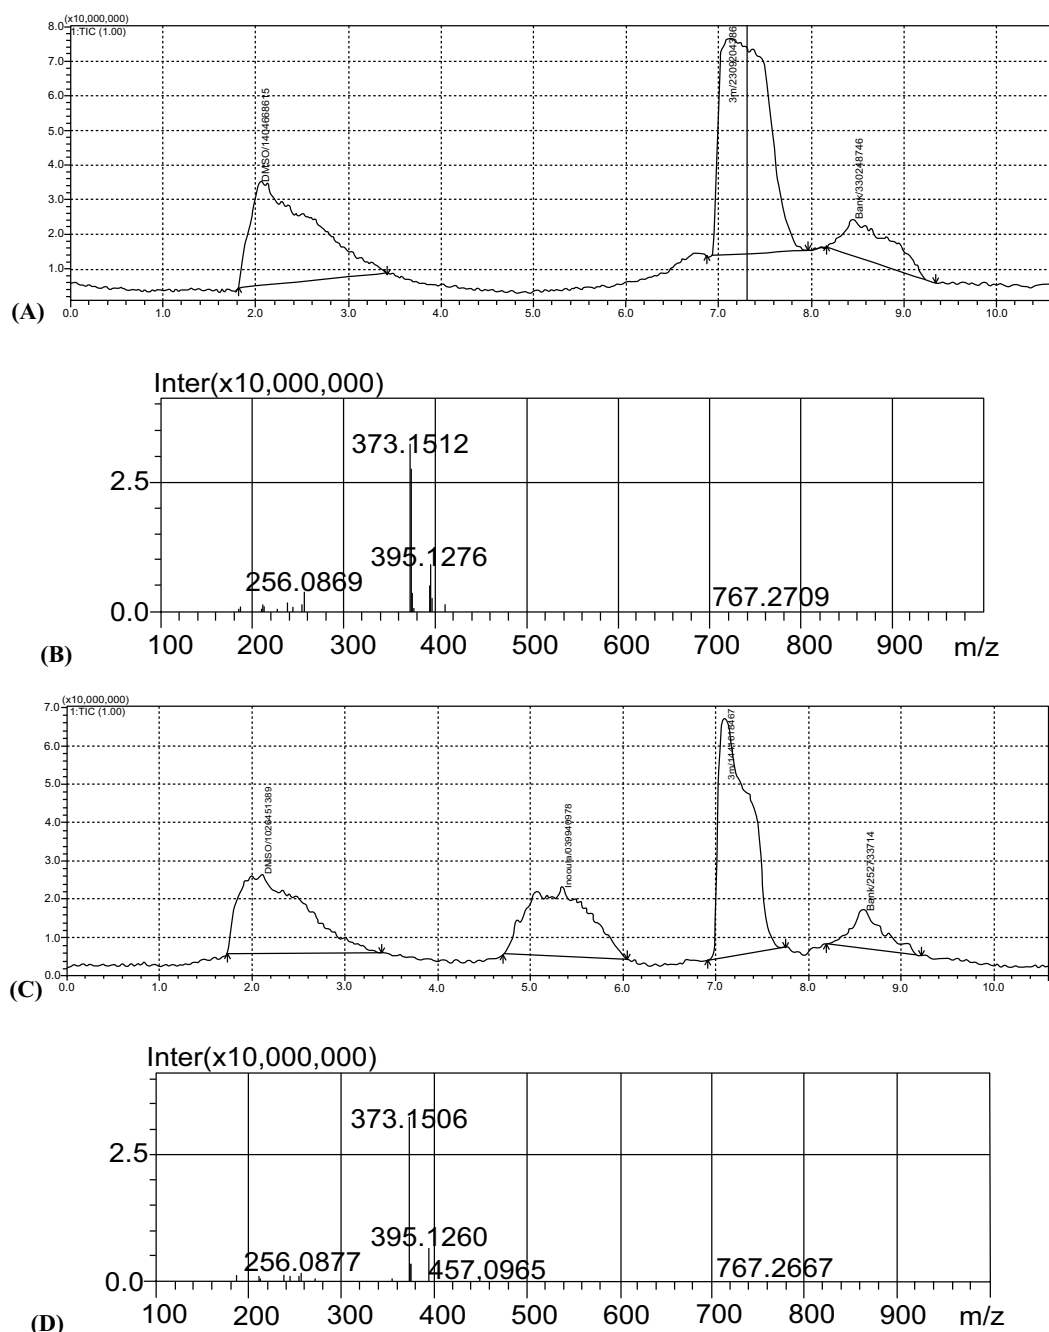 (x10,000,000)
1:TIC (1.00)
8.0
7.0
6.0
5.0
4.0
3.0
2.0
1.0
DMSO/1404668615
3m/2309204386
Bank/330248746
0.0 1.0 2.0 3.0 4.0 5.0 6.0 7.0 8.0 9.0 10.0
(A)
Inter(x10,000,000)
373.1512
2.5
395.1276
256.0869
767.2709
0.0
100 200 300 400 500 600 700 800 900 m/z
(B)
(x10,000,000)
1:TIC (1.00)
7.0
6.0
5.0
4.0
3.0
2.0
1.0
0.0
DMSO/1026451389
Bank/252733714
0.0 1.0 2.0 3.0 4.0 5.0 6.0 7.0 8.0 9.0 10.0
(C)
Inter(x10,000,000)
373.1506
2.5
395.1260
256.0877
457.0965
767.2667
0.0
100 200 300 400 500 600 700 800 900 m/z
(D)